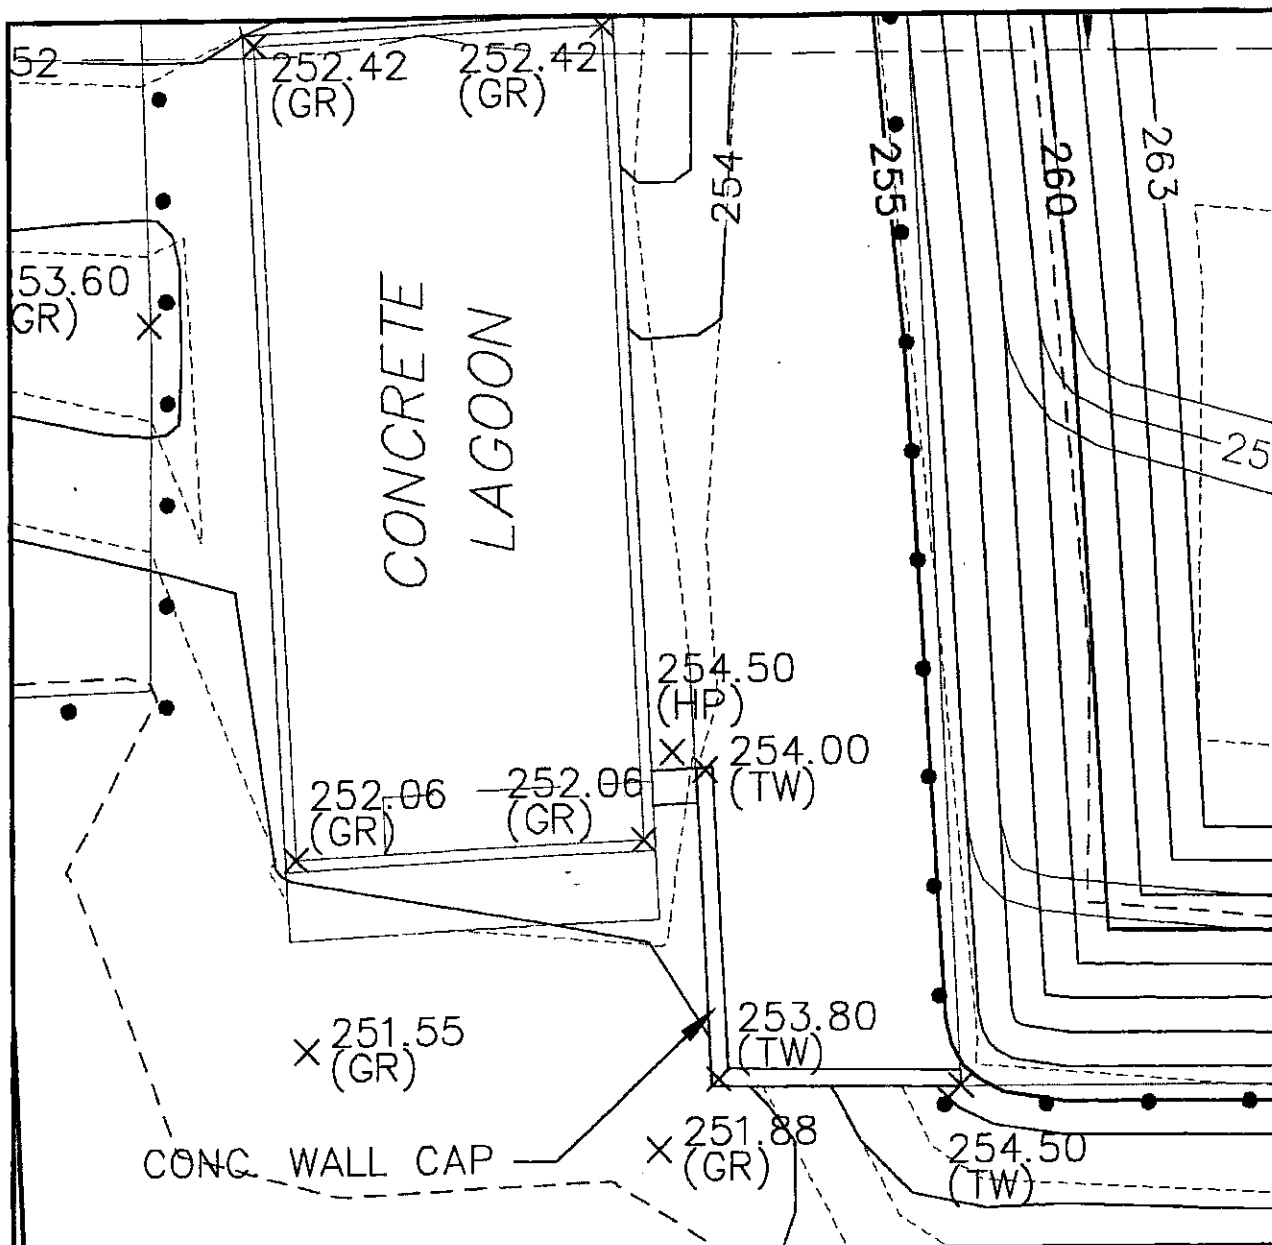 52
252.42
(GR)
252.42
(GR)
254
255
260
263
.53.60
GR)
CONCRETE
LAGOON
25
254.50
(HP)
254.00
(TW)
252.06
(GR)
252.06
(GR)
251.55
(GR)
253.80
(TW)
CONC. WALL CAP
251.88
(GR)
254.50
(TW)